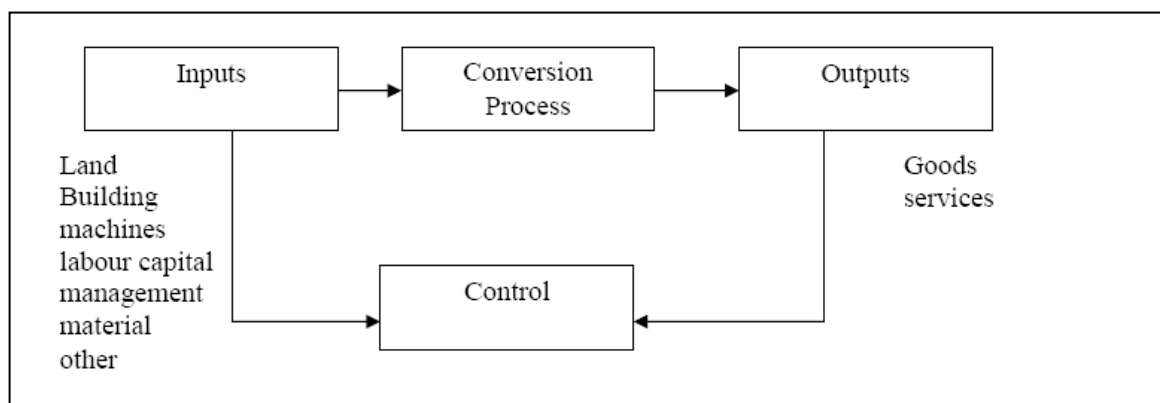 Inputs
Conversion
Process
Outputs
Land
Building
machines
labour capital
management
material
other
Goods
services
Control